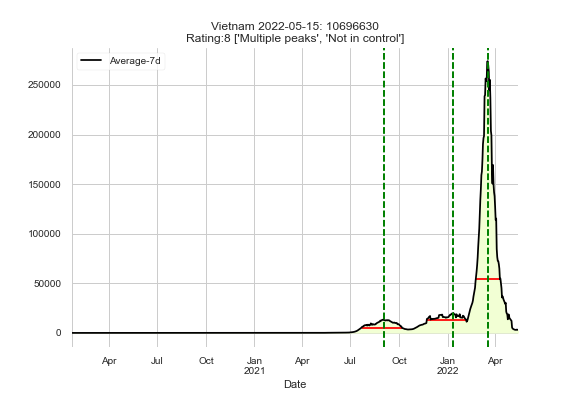 Vietnam 2022-05-15: 10696630
Rating:8 ['Multiple peaks', 'Not in control']
Average-7d
250000
200000
150000
100000
50000
0
Apr Jul Oct Jan Apr Jul Oct Jan Apr
2021 2022
Date